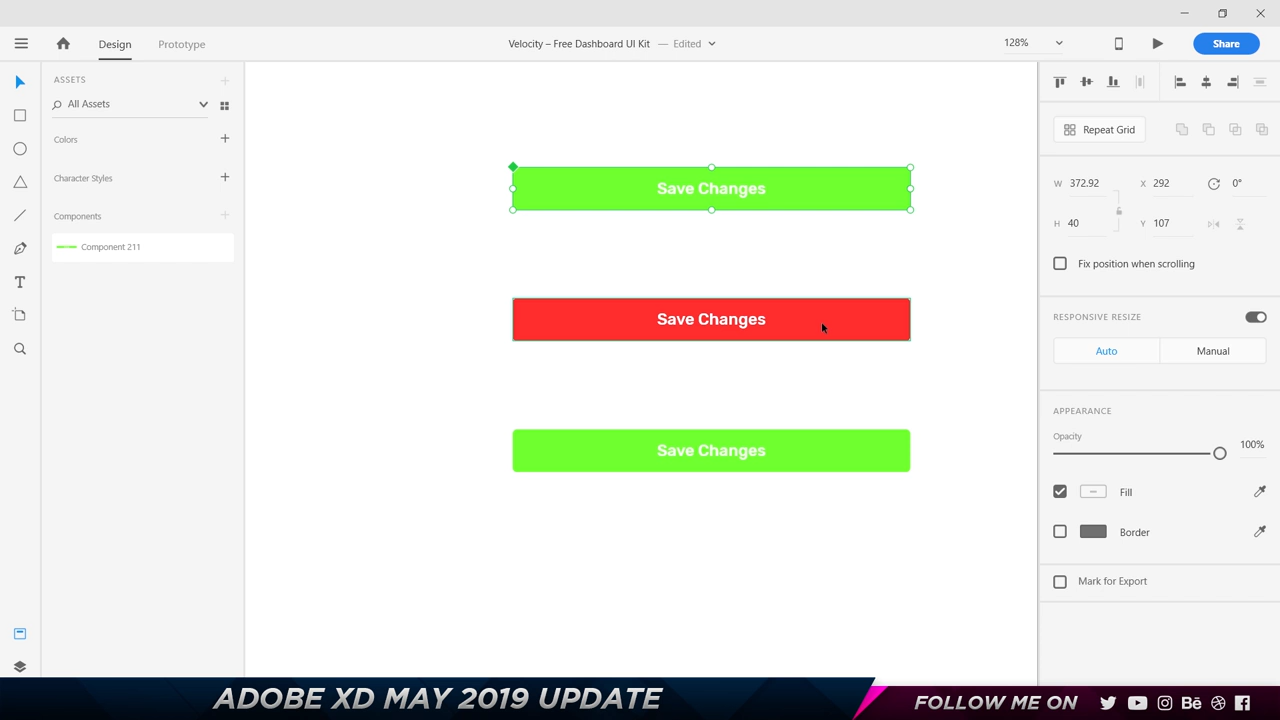 Design
Prototype
Velocity – Free Dashboard UI Kit — Edited
128%
Share
ASSETS
All Assets
Colors
Character Styles
Components
Component 211
Save Changes
Save Changes
Save Changes
Repeat Grid
W 372.92 X 292 0°
H 40 Y 107
Fix position when scrolling
RESPONSIVE RESIZE
Auto Manual
APPEARANCE
Opacity
100%
Fill
Border
Mark for Export
ADOBE XD MAY 2019 UPDATE
FOLLOW ME ON